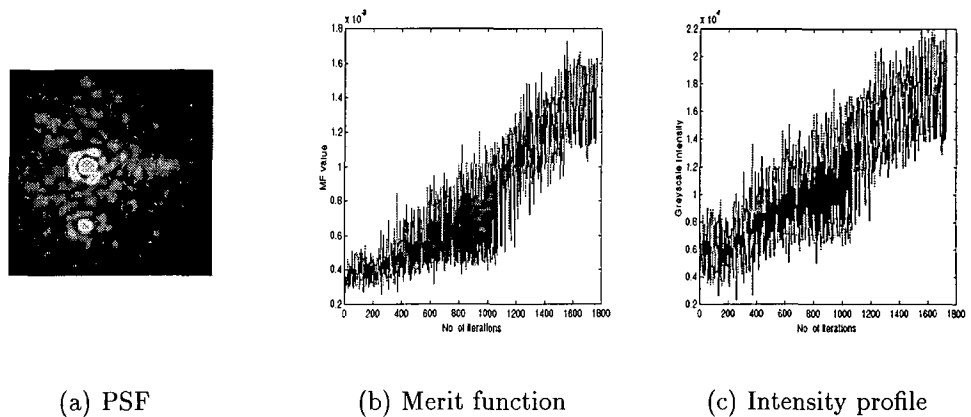 x 10⁻³
1.8
1.6
1.4
1.2
1
0.8
0.6
0.4
0.2
MF value
0 200 400 600 800 1000 1200 1400 1600 1800
No of iterations
x 10⁴
2.2
2
1.8
1.6
1.4
1.2
1
0.8
0.6
0.4
0.2
Greyscale Intensity
0 200 400 600 800 1000 1200 1400 1600 1800
No of iterations
(a) PSF
(b) Merit function
(c) Intensity profile